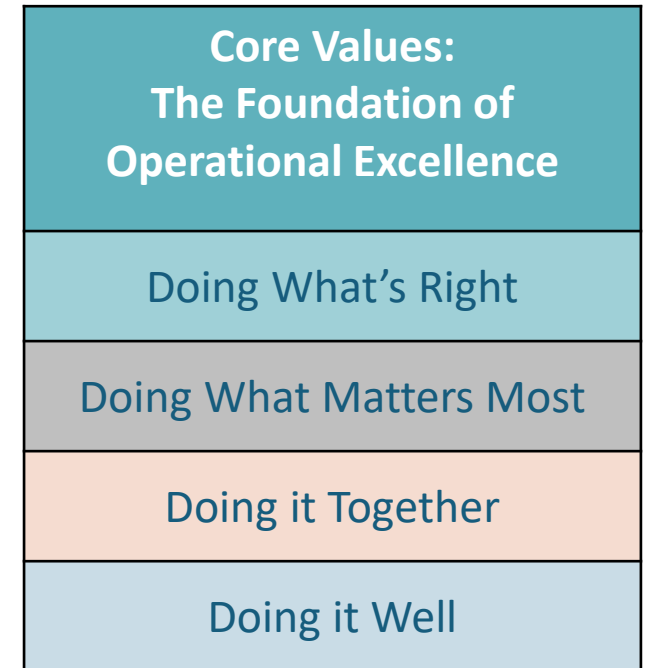 Core Values:
The Foundation of
Operational Excellence
Doing What’s Right
Doing What Matters Most
Doing it Together
Doing it Well